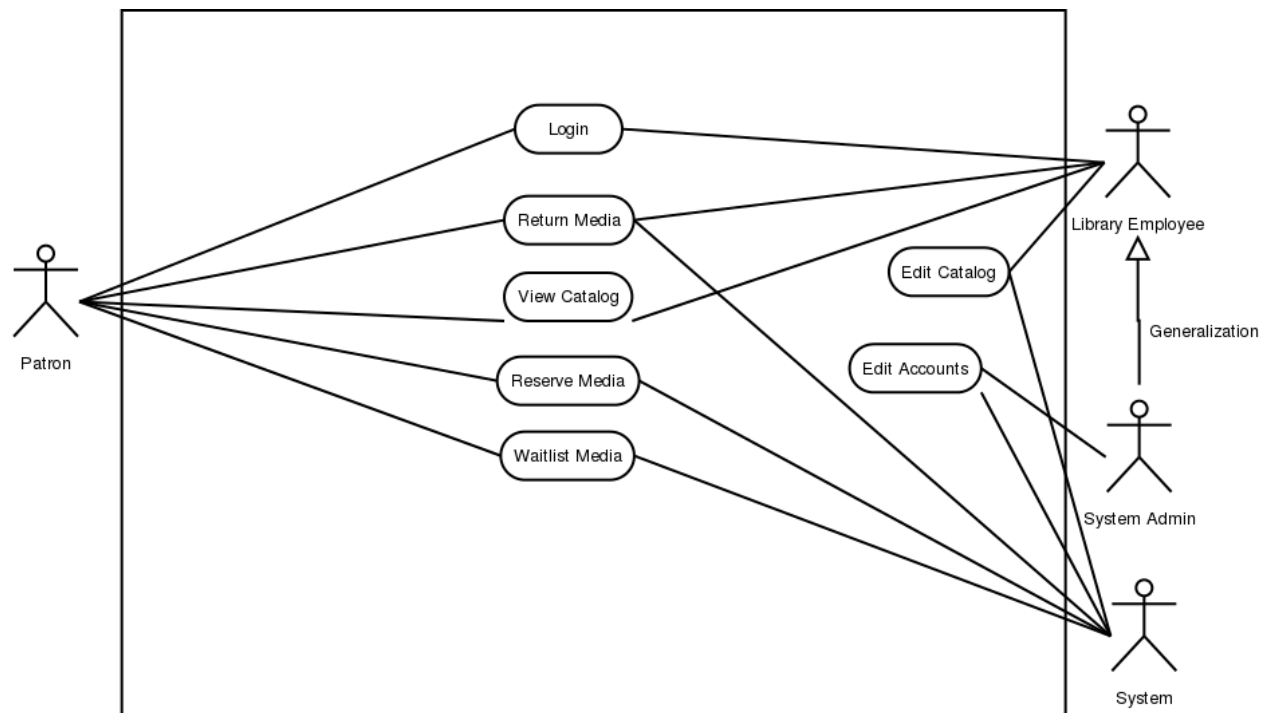 Login
Return Media
View Catalog
Reserve Media
Waitlist Media
Edit Catalog
Edit Accounts
Patron
Library Employee
Generalization
System Admin
System